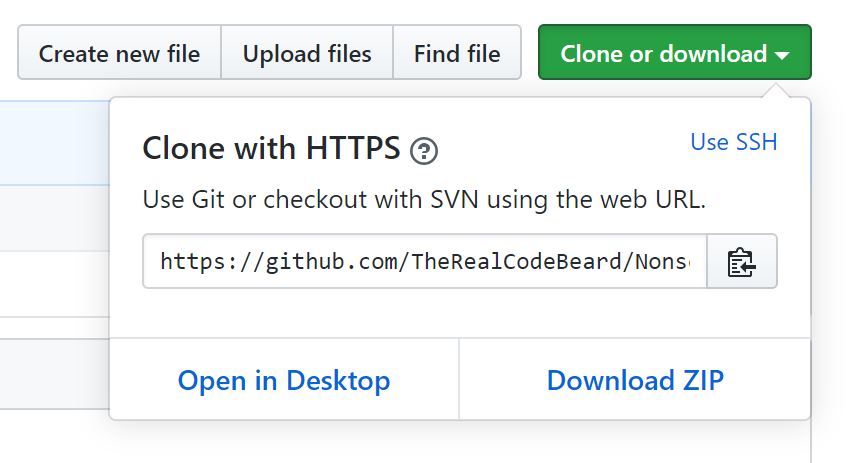 Create new file Upload files Find file Clone or download
Clone with HTTPS ? Use SSH
Use Git or checkout with SVN using the web URL.
https://github.com/TheRealCodeBeard/Nons
Open in Desktop Download ZIP